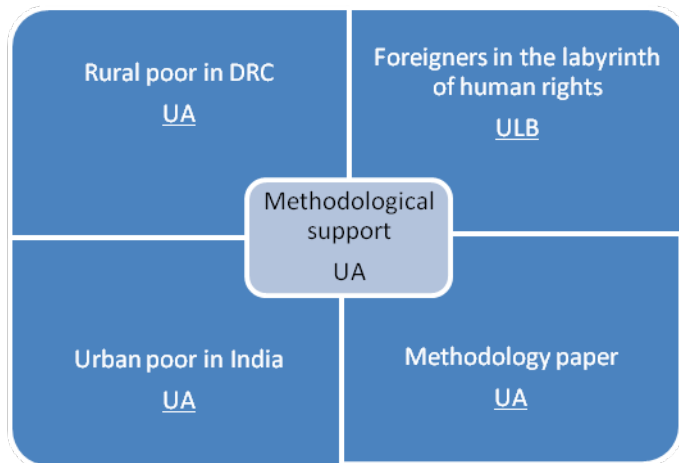 Rural poor in DRC
UA
Foreigners in the labyrinth
of human rights
ULB
Methodological
support
UA
Urban poor in India
UA
Methodology paper
UA